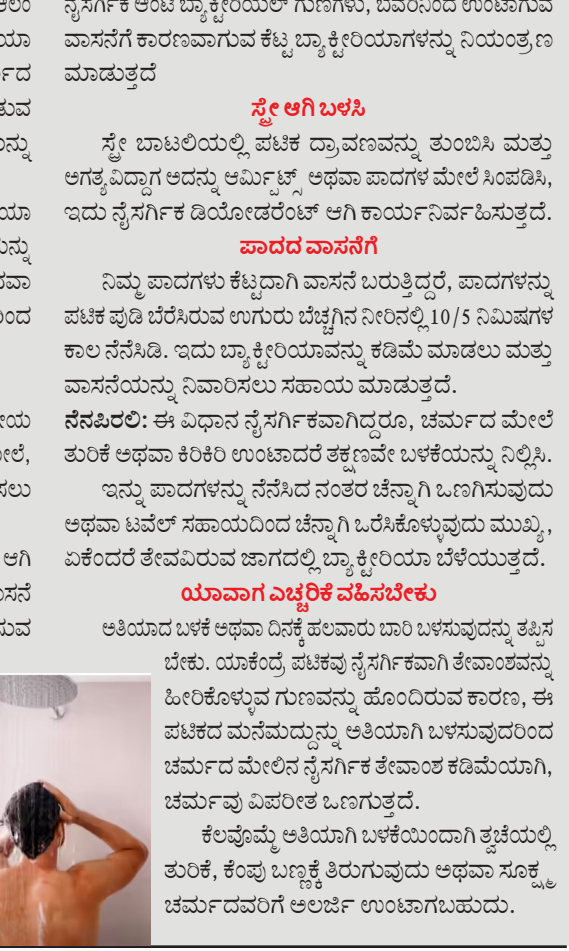 ಯಾ
ರ್ದ
ಡುವ
ನ್ನು
ಯಾ
ನ್ನು
ಥವಾ
ರಿಂದ
ೀಯ
ಮೇಲೆ,
ಸಲು
ಆಗಿ
ಾಸನೆ
ರುವ
ನೈಸರ್ಗಿಕ ಆಂಟಿ ಬ್ಯಾಕ್ಟೀರಿಯಲ್ ಗುಣಗಳು, ಬೆವರಿನಿಂದ ಉಂಟಾಗುವ
ವಾಸನೆಗೆ ಕಾರಣವಾಗುವ ಕೆಟ್ಟ ಬ್ಯಾಕ್ಟೀರಿಯಾಗಳನ್ನು ನಿಯಂತ್ರಣ
ಮಾಡುತ್ತದೆ
ಸ್ಪ್ರೇ ಆಗಿ ಬಳಸಿ
ಸ್ಪ್ರೇ ಬಾಟಲಿಯಲ್ಲಿ ಪಟಿಕ ದ್ರಾವಣವನ್ನು ತುಂಬಿಸಿ ಮತ್ತು
ಅಗತ್ಯವಿದ್ದಾಗ ಅದನ್ನು ಆರ್ಮ್ಪಿಟ್ಸ್ ಅಥವಾ ಪಾದಗಳ ಮೇಲೆ ಸಿಂಪಡಿಸಿ,
ಇದು ನೈಸರ್ಗಿಕ ಡಿಯೋಡರೆಂಟ್ ಆಗಿ ಕಾರ್ಯನಿರ್ವಹಿಸುತ್ತದೆ.
ಪಾದದ ವಾಸನೆಗೆ
ನಿಮ್ಮ ಪಾದಗಳು ಕೆಟ್ಟದಾಗಿ ವಾಸನೆ ಬರುತ್ತಿದ್ದರೆ, ಪಾದಗಳನ್ನು
ಪಟಿಕ ಪುಡಿ ಬೆರೆಸಿರುವ ಉಗುರು ಬೆಚ್ಚಗಿನ ನೀರಿನಲ್ಲಿ 10/5 ನಿಮಿಷಗಳ
ಕಾಲ ನೆನೆಸಿಡಿ. ಇದು ಬ್ಯಾಕ್ಟೀರಿಯಾವನ್ನು ಕಡಿಮೆ ಮಾಡಲು ಮತ್ತು
ವಾಸನೆಯನ್ನು ನಿವಾರಿಸಲು ಸಹಾಯ ಮಾಡುತ್ತದೆ.
ನೆನಪಿರಲಿ: ಈ ವಿಧಾನ ನೈಸರ್ಗಿಕವಾಗಿದ್ದರೂ, ಚರ್ಮದ ಮೇಲೆ
ತುರಿಕೆ ಅಥವಾ ಕಿರಿಕಿರಿ ಉಂಟಾದರೆ ತಕ್ಷಣವೇ ಬಳಕೆಯನ್ನು ನಿಲ್ಲಿಸಿ.
ಇನ್ನು ಪಾದಗಳನ್ನು ನೆನೆಸಿದ ನಂತರ ಚೆನ್ನಾಗಿ ಒಣಗಿಸುವುದು
ಅಥವಾ ಟವೆಲ್ ಸಹಾಯದಿಂದ ಚೆನ್ನಾಗಿ ಒರೆಸಿಕೊಳ್ಳುವುದು ಮುಖ್ಯ,
ಏಕೆಂದರೆ ತೇವವಿರುವ ಜಾಗದಲ್ಲಿ ಬ್ಯಾಕ್ಟೀರಿಯಾ ಬೆಳೆಯುತ್ತದೆ.
ಯಾವಾಗ ಎಚ್ಚರಿಕೆ ವಹಿಸಬೇಕು
ಅತಿಯಾದ ಬಳಕೆ ಅಥವಾ ದಿನಕ್ಕೆ ಹಲವಾರು ಬಾರಿ ಬಳಸುವುದನ್ನು ತಪ್ಪಿಸ
ಬೇಕು. ಯಾಕೆಂದ್ರೆ ಪಟಿಕವು ನೈಸರ್ಗಿಕವಾಗಿ ತೇವಾಂಶವನ್ನು
ಹೀರಿಕೊಳ್ಳುವ ಗುಣವನ್ನು ಹೊಂದಿರುವ ಕಾರಣ, ಈ
ಪಟಿಕದ ಮನೆಮದ್ದುನ್ನು ಅತಿಯಾಗಿ ಬಳಸುವುದರಿಂದ
ಚರ್ಮದ ಮೇಲಿನ ನೈಸರ್ಗಿಕ ತೇವಾಂಶ ಕಡಿಮೆಯಾಗಿ,
ಚರ್ಮವು ವಿಪರೀತ ಒಣಗುತ್ತದೆ.
ಕೆಲವೊಮ್ಮೆ ಅತಿಯಾಗಿ ಬಳಕೆಯಿಂದಾಗಿ ತ್ವಚೆಯಲ್ಲಿ
ತುರಿಕೆ, ಕೆಂಪು ಬಣ್ಣಕ್ಕೆ ತಿರುಗುವುದು ಅಥವಾ ಸೂಕ್ಷ್ಮ
ಚರ್ಮದವರಿಗೆ ಅಲರ್ಜಿ ಉಂಟಾಗಬಹುದು.